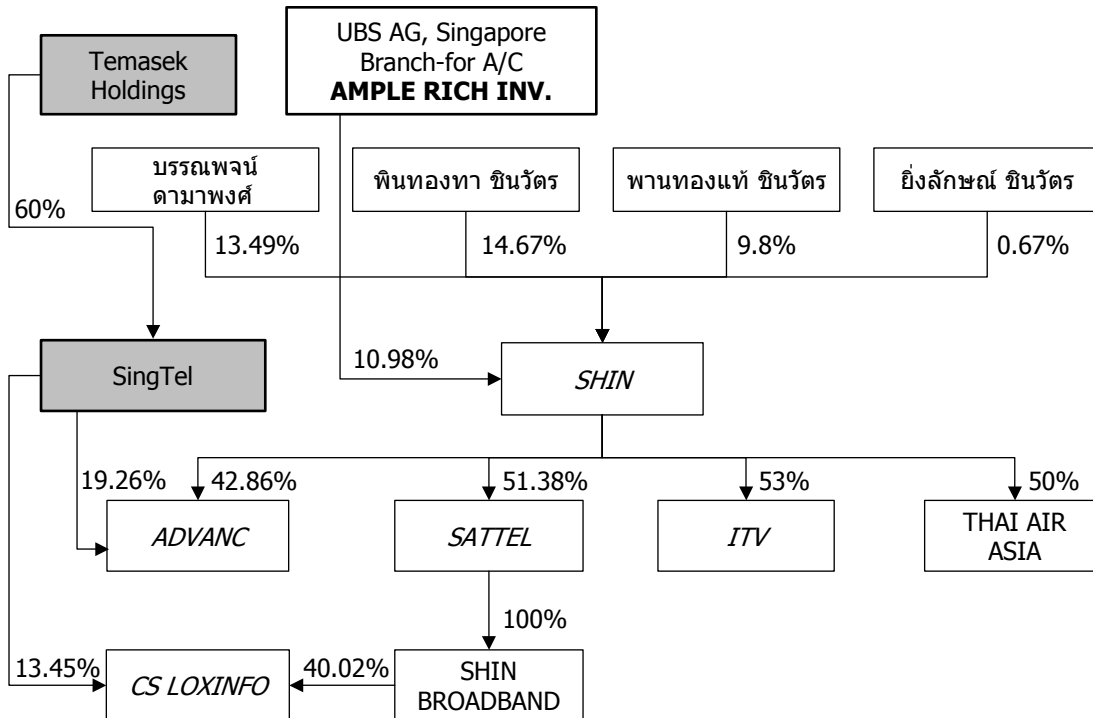 Temasek
Holdings
UBS AG, Singapore
Branch-for A/C
AMPLE RICH INV.
บรรณพจน์
ดามาพงศ์
พินทองทา ชินวัตร
พานทองแท้ ชินวัตร
ยิ่งลักษณ์ ชินวัตร
60%
13.49%
14.67%
9.8%
0.67%
SingTel
10.98%
SHIN
19.26%
42.86%
51.38%
53%
50%
ADVANC
SATTEL
ITV
THAI AIR
ASIA
100%
13.45%
CS LOXINFO
40.02%
SHIN
BROADBAND